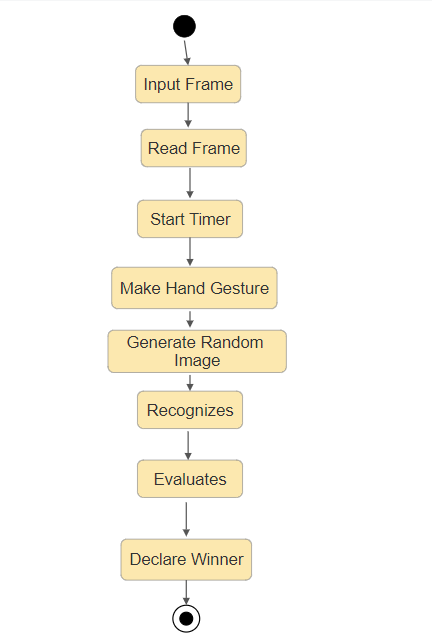 Input Frame
Read Frame
Start Timer
Make Hand Gesture
Generate Random
Image
Recognizes
Evaluates
Declare Winner